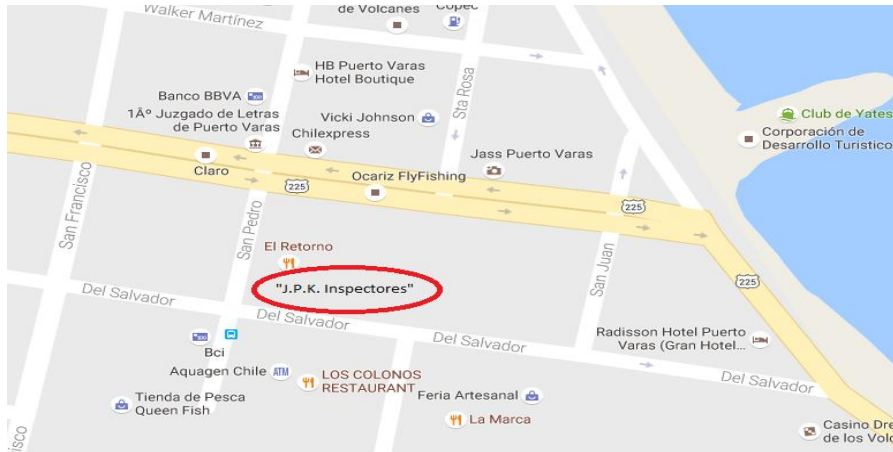 Walker Martínez
de Volcanes
Copec
HB Puerto Varas
Hotel Boutique
Sta Rosa
Banco BBVA
1Âº Juzgado de Letras
de Puerto Varas
Vicki Johnson
Chilexpress
Club de Yates
Corporación de
Desarrollo Turistico
Jass Puerto Varas
Claro
225
Ocariz FlyFishing
225
San Francisco
San Pedro
El Retorno
San Juan
225
"J.P.K. Inspectores"
Del Salvador
Del Salvador
Del Salvador
Del Salvador
Radisson Hotel Puerto
Varas (Gran Hotel...
Bci
Aquagen Chile
ATM
LOS COLONOS
RESTAURANT
Tienda de Pesca
Queen Fish
Feria Artesanal
La Marca
Casino Dre
de los Volc
isco